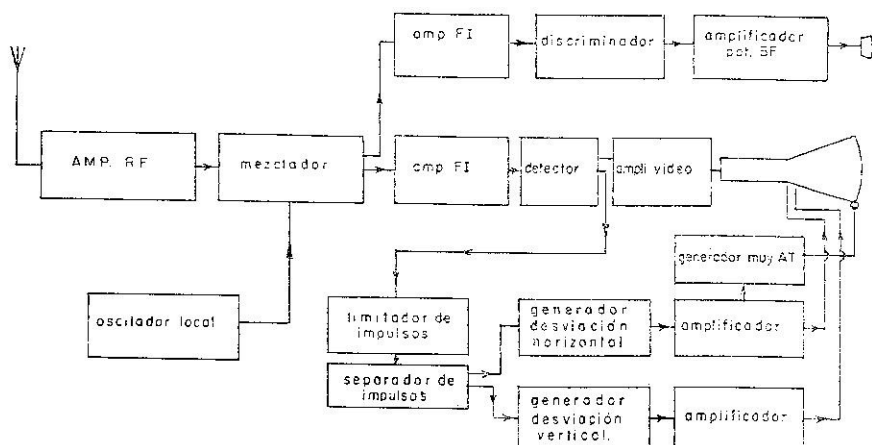 amp FI
discriminador
amplificador
pot. BF
AMP. RF
mezclador
amp FI
detector
ampli video
generador muy AT
oscilador local
limitador de
impulsos
generador
desviación
horizontal
amplificador
separador de
impulsos
generador
desviación
vertical.
amplificador